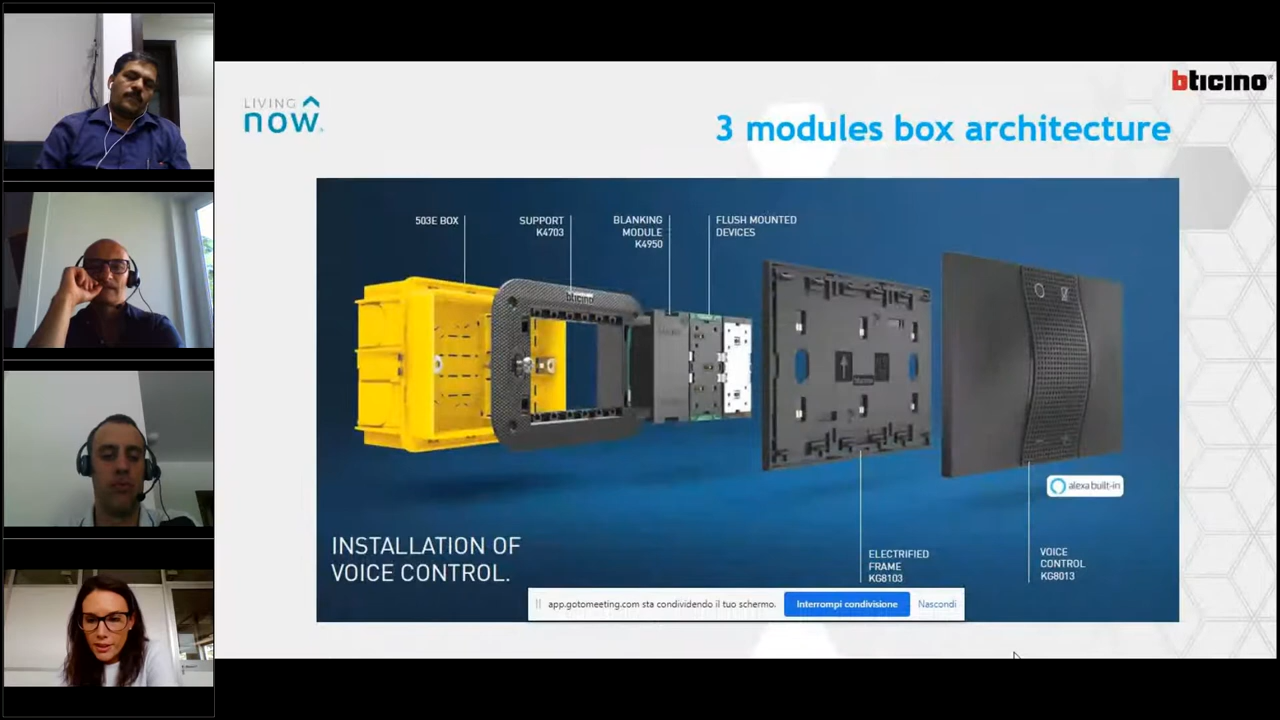 LIVING
now
bticino
3 modules box architecture
503E BOX
SUPPORT
K4703
BLANKING
MODULE
K4950
FLUSH MOUNTED
DEVICES
bticino
alexa built-in
INSTALLATION OF
VOICE CONTROL.
ELECTRIFIED
FRAME
KG8103
VOICE
CONTROL
KG8013
app.gotomeeting.com sta condividendo il tuo schermo.
Interrompi condivisione
Nascondi